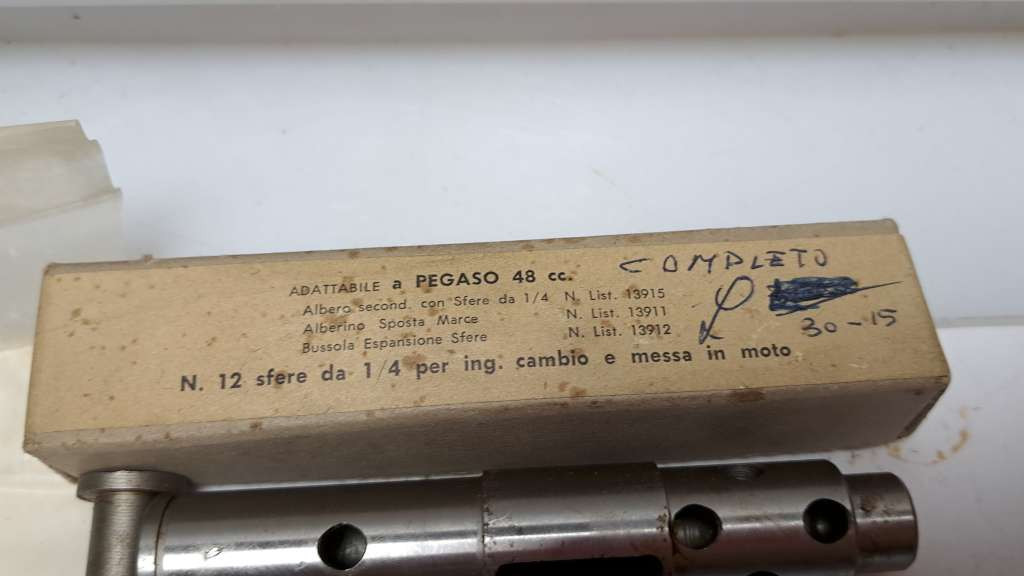 ADATTABILE a PEGASO 48 cc.
Albero second. con Sfere da 1/4 N. List. 13915
Alberino Sposta Marce N. List. 13911
Bussola Espansione Sfere N. List. 13912
N. 12 sfere da 1/4 per ing. cambio e messa in moto
COMPLETO
30-15